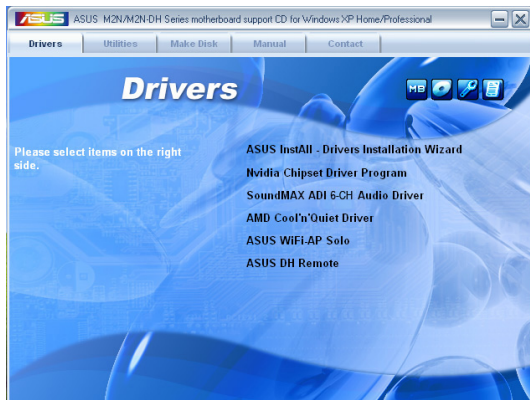 ASUS ASUS M2N/M2N-DH Series motherboard support CD for Windows XP Home/Professional
Drivers Utilities Make Disk Manual Contact
Drivers
MB
Please select items on the right
side.
ASUS InstAll - Drivers Installation Wizard
Nvidia Chipset Driver Program
SoundMAX ADI 6-CH Audio Driver
AMD Cool'n'Quiet Driver
ASUS WiFi-AP Solo
ASUS DH Remote